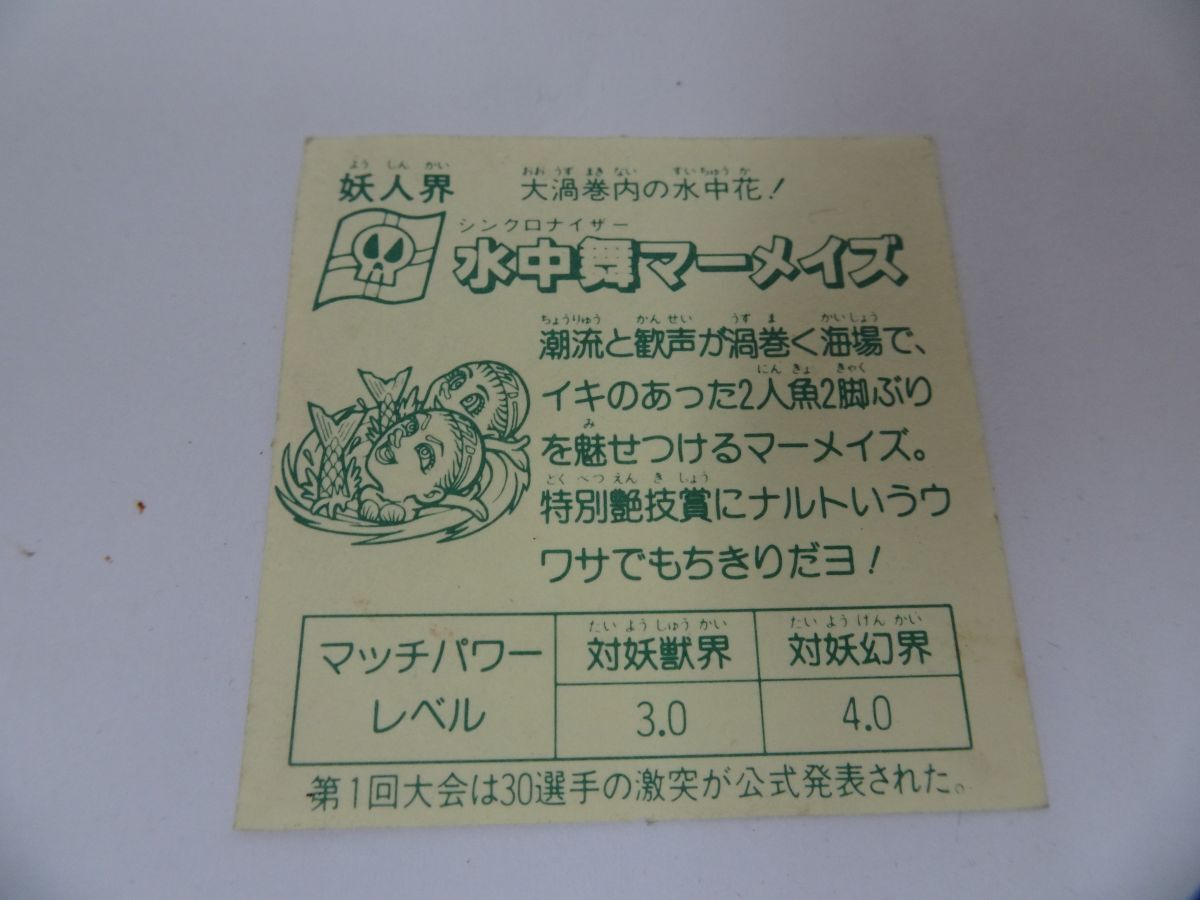 よう じん かい
妖人界
おお うず まき ない すい ちゅう か
大渦巻内の水中花!
シンクロナイザー
水中舞マーメイズ
ちょうりゅう かん せい うず ま かいしょう
潮流と歓声が渦巻く海場で、
にん ぎょ きゃく
イキのあった2人魚2脚ぶり
み
を魅せつけるマーメイズ。
とく べつ えん ぎ しょう
特別艶技賞にナルトいうウ
ワサでもちきりだヨ!
マッチパワーレベル
たい よう じゅう かい
対妖獣界
たい よう げん かい
対妖幻界
3.0
4.0
第1回大会は30選手の激突が公式発表された。